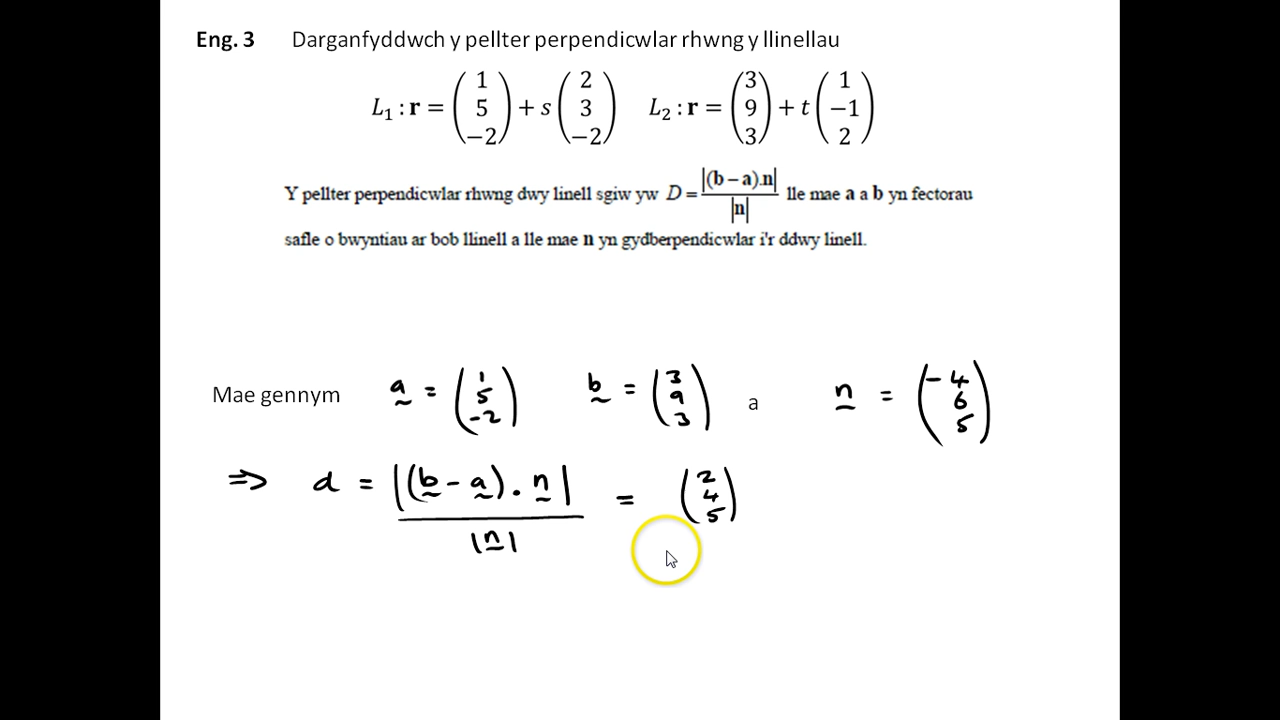 Eng. 3 Darganfyddwch y pellter perpendicwlar rhwng y llinellau
L₁ : r = (1 5 −2) + s (2 3 −2) L₂ : r = (3 9 3) + t (1 −1 2)
Y pellter perpendicwlar rhwng dwy linell sgiw yw D = |(b – a).n| / |n| lle mae a a b yn fectorau
safle o bwyntiau ar bob llinell a lle mae n yn gydberpendicwlar i'r ddwy linell.
Mae gennym a = (1 5 -2) b = (3 9 3) a n = (-4 6 5)
⇒ d = |(b - a) . n| / |n| = (2 4 5)